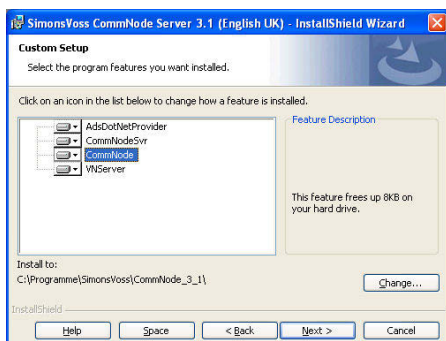 SimonsVoss CommNode Server 3.1 (English UK) - InstallShield Wizard
Custom Setup
Select the program features you want installed.
Click on an icon in the list below to change how a feature is installed.
AdsDotNetProvider
CommNodeSvr
CommNode
VNServer
Feature Description
This feature frees up 8KB on
your hard drive.
Install to:
C:\Programme\SimonsVoss\CommNode_3_1\
Change...
InstallShield
Help Space < Back Next > Cancel